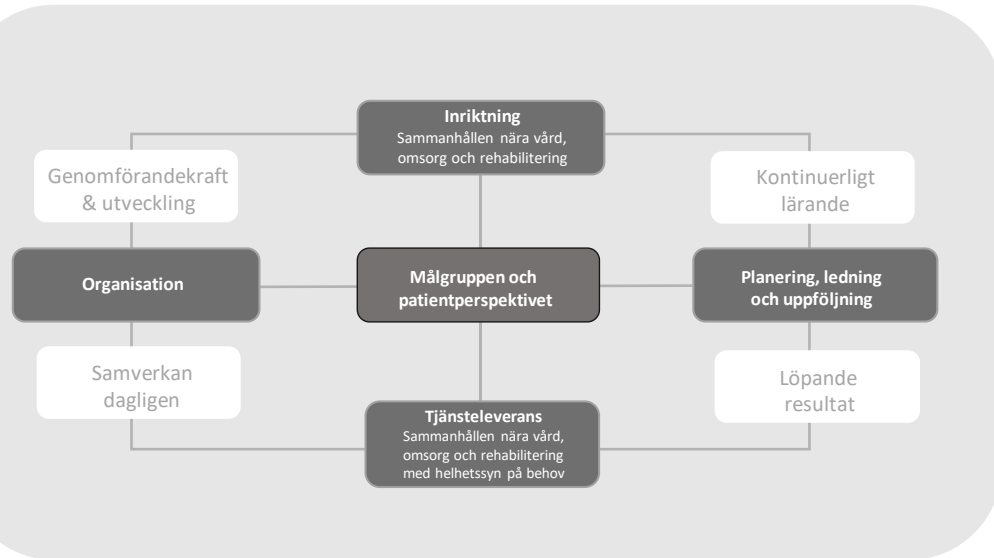 Inriktning
Sammanhållen nära vård,
omsorg och rehabilitering
Genomförandekraft
& utveckling
Kontinuerligt
lärande
Organisation
Målgruppen och
patientperspektivet
Planering, ledning
och uppföljning
Samverkan
dagligen
Löpande
resultat
Tjänsteleverans
Sammanhållen nära vård,
omsorg och rehabilitering
med helhetssyn på behov